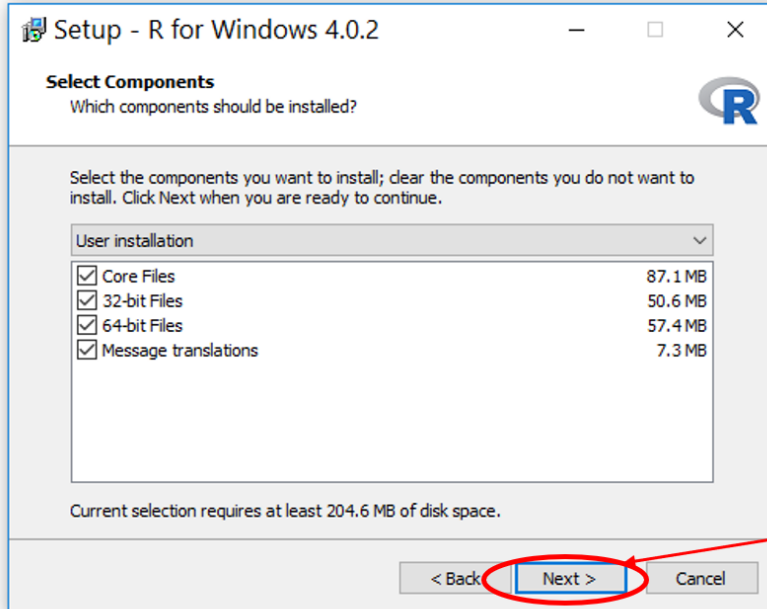 Setup - R for Windows 4.0.2
Select Components
Which components should be installed?
R
Select the components you want to install; clear the components you do not want to
install. Click Next when you are ready to continue.
User installation
Core Files 87.1 MB
32-bit Files 50.6 MB
64-bit Files 57.4 MB
Message translations 7.3 MB
Current selection requires at least 204.6 MB of disk space.
< Back Next > Cancel